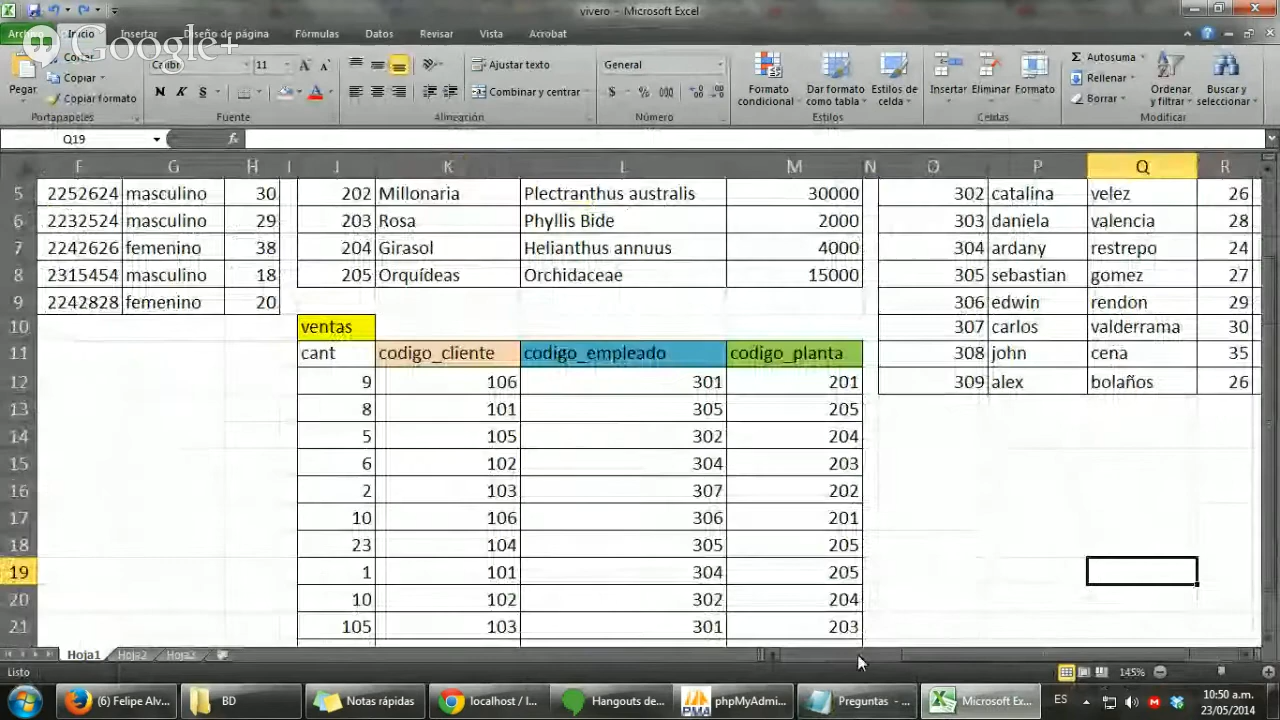 vivero - Microsoft Excel
Google+
Archivo Inicio Insertar Diseño de página Fórmulas Datos Revisar Vista Acrobat
Pegar
Cortar
Copiar
Copiar formato
Portapapeles
Calibri 11
N K S
Fuente
Ajustar texto
Combinar y centrar
Alineación
General
$ % 000
Número
Formato condicional
Dar formato como tabla
Estilos de celda
Estilos
Insertar Eliminar Formato
Celdas
Autosuma
Rellenar
Borrar
Ordenar y filtrar
Buscar y seleccionar
Modificar
Q19 fx
F G H I J K L M N O P Q R
5 2252624 masculino 30 202 Millonaria Plectranthus australis 30000 302 catalina velez 26
6 2232524 masculino 29 203 Rosa Phyllis Bide 2000 303 daniela valencia 28
7 2242626 femenino 38 204 Girasol Helianthus annuus 4000 304 ardany restrepo 24
8 2315454 masculino 18 205 Orquídeas Orchidaceae 15000 305 sebastian gomez 27
9 2242828 femenino 20 306 edwin rendon 29
10 ventas 307 carlos valderrama 30
11 cant codigo_cliente codigo_empleado codigo_planta 308 john cena 35
12 9 106 301 201 309 alex bolaños 26
13 8 101 305 205
14 5 105 302 204
15 6 102 304 203
16 2 103 307 202
17 10 106 306 201
18 23 104 305 205
19 1 101 304 205
20 10 102 302 204
21 105 103 301 203
Hoja1 Hoja2 Hoja3
Listo 145%
(6) Felipe Alv... BD Notas rápidas localhost / l... Hangouts de... phpMyAdmi... Preguntas - ... Microsoft Exc... ES
10:50 a.m.
23/05/2014